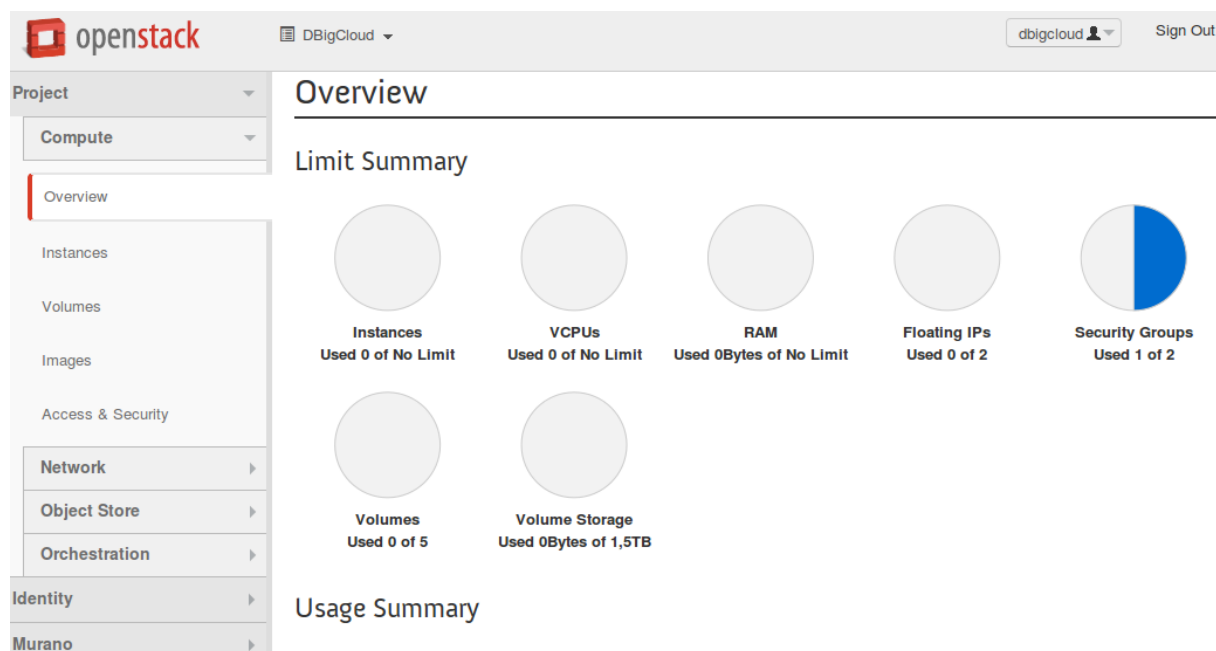 openstack DBigCloud dbigcloud Sign Out
Project
Compute
Overview
Instances
Volumes
Images
Access & Security
Network
Object Store
Orchestration
Identity
Murano
Overview
Limit Summary
Instances VCPUs RAM Floating IPs Security Groups
Used 0 of No Limit Used 0 of No Limit Used 0Bytes of No Limit Used 0 of 2 Used 1 of 2
Volumes Volume Storage
Used 0 of 5 Used 0Bytes of 1,5TB
Usage Summary